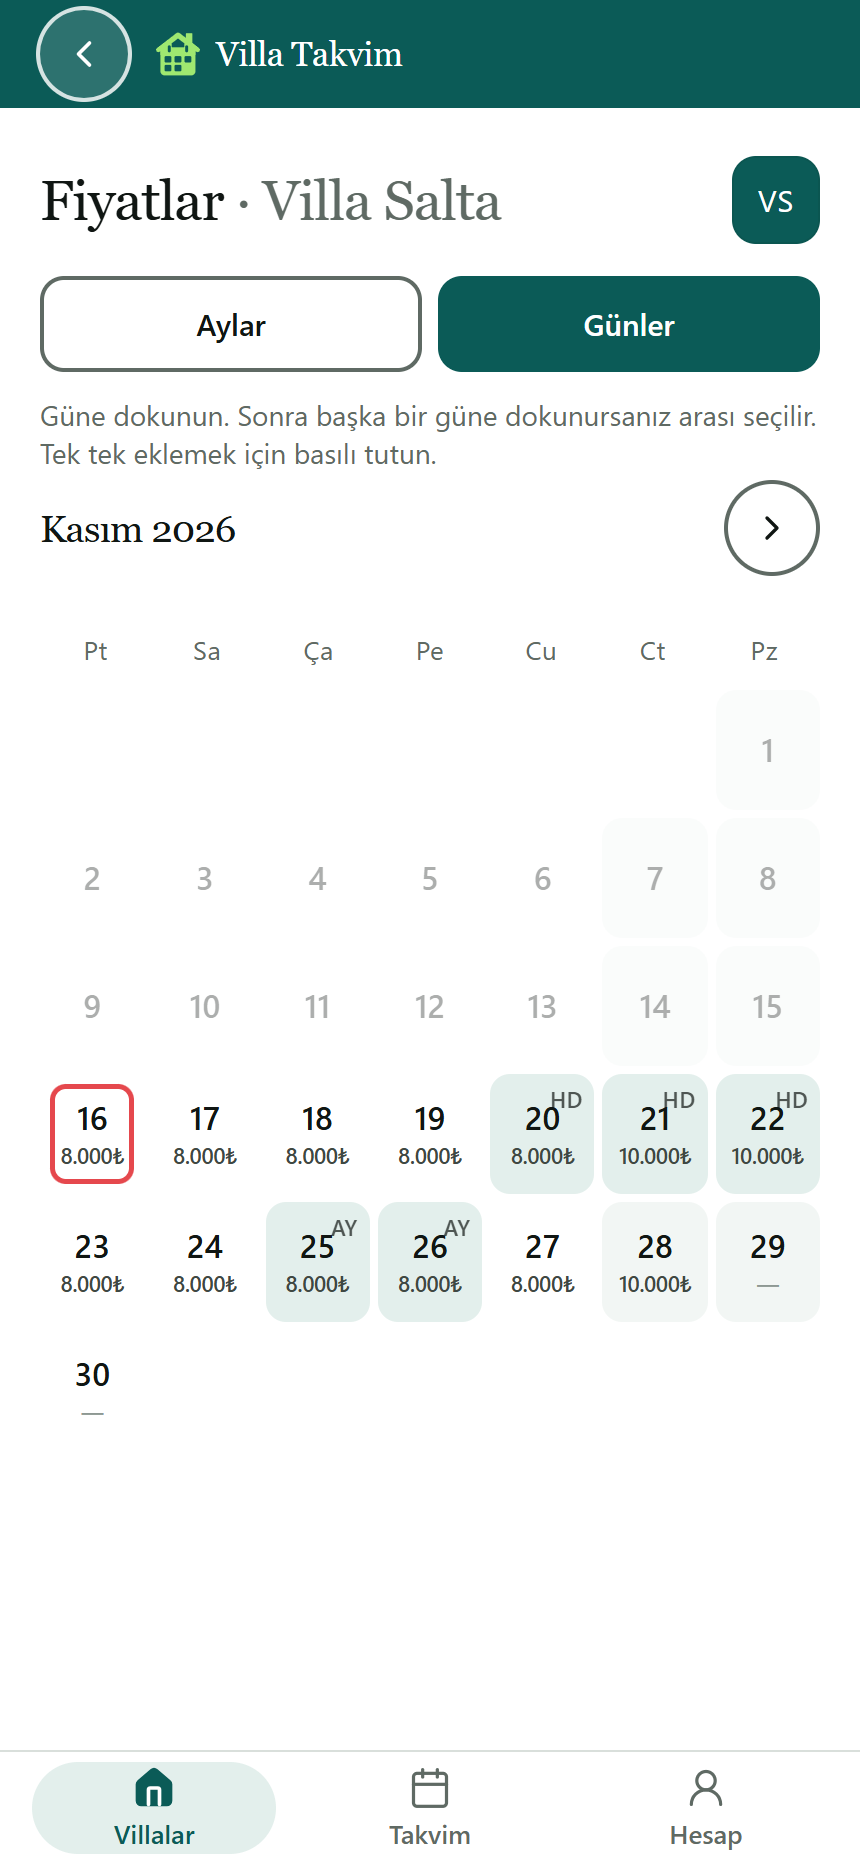 Villa Takvim
Fiyatlar · Villa Salta
VS
Aylar
Günler
Güne dokunun. Sonra başka bir güne dokunursanız arası seçilir.
Tek tek eklemek için basılı tutun.
Kasım 2026
Pt Sa Ça Pe Cu Ct Pz
1
2 3 4 5 6 7 8
9 10 11 12 13 14 15
HD HD HD
16 17 18 19 20 21 22
8.000₺ 8.000₺ 8.000₺ 8.000₺ 8.000₺ 10.000₺ 10.000₺
AY AY
23 24 25 26 27 28 29
8.000₺ 8.000₺ 8.000₺ 8.000₺ 8.000₺ 10.000₺ —
30
—
Villalar Takvim Hesap